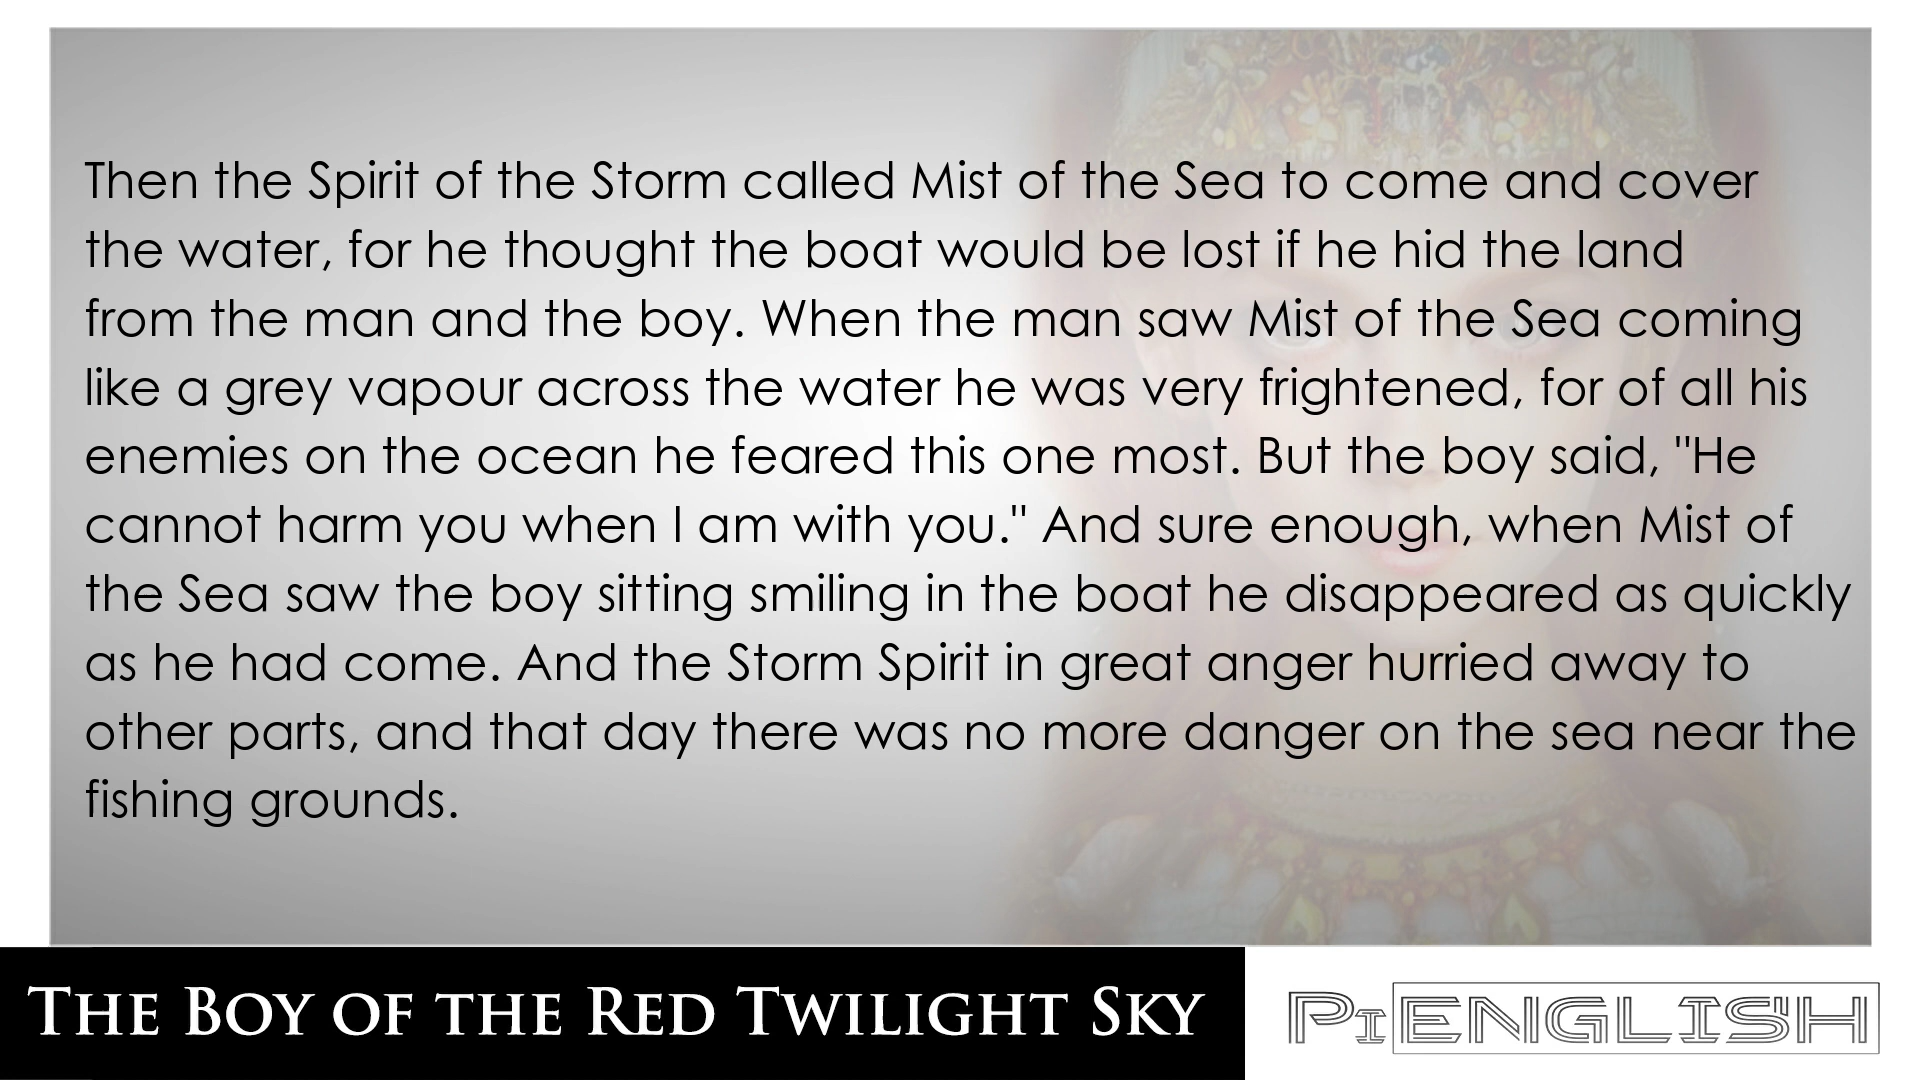 Then the Spirit of the Storm called Mist of the Sea to come and cover
the water, for he thought the boat would be lost if he hid the land
from the man and the boy. When the man saw Mist of the Sea coming
like a grey vapour across the water he was very frightened, for of all his
enemies on the ocean he feared this one most. But the boy said, "He
cannot harm you when I am with you." And sure enough, when Mist of
the Sea saw the boy sitting smiling in the boat he disappeared as quickly
as he had come. And the Storm Spirit in great anger hurried away to
other parts, and that day there was no more danger on the sea near the
fishing grounds.
The Boy of the Red Twilight Sky
PiENGLISH